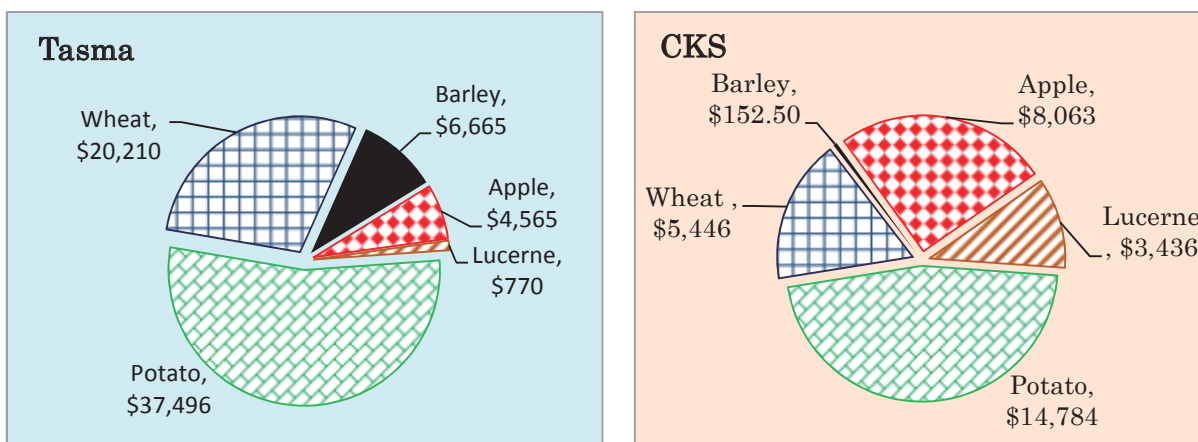 Tasma
Wheat,
$20,210
Barley,
$6,665
Apple,
$4,565
Lucerne,
$770
Potato,
$37,496
CKS
Barley,
$152.50
Apple,
$8,063
Wheat ,
$5,446
Lucerne
, $3,436
Potato,
$14,784